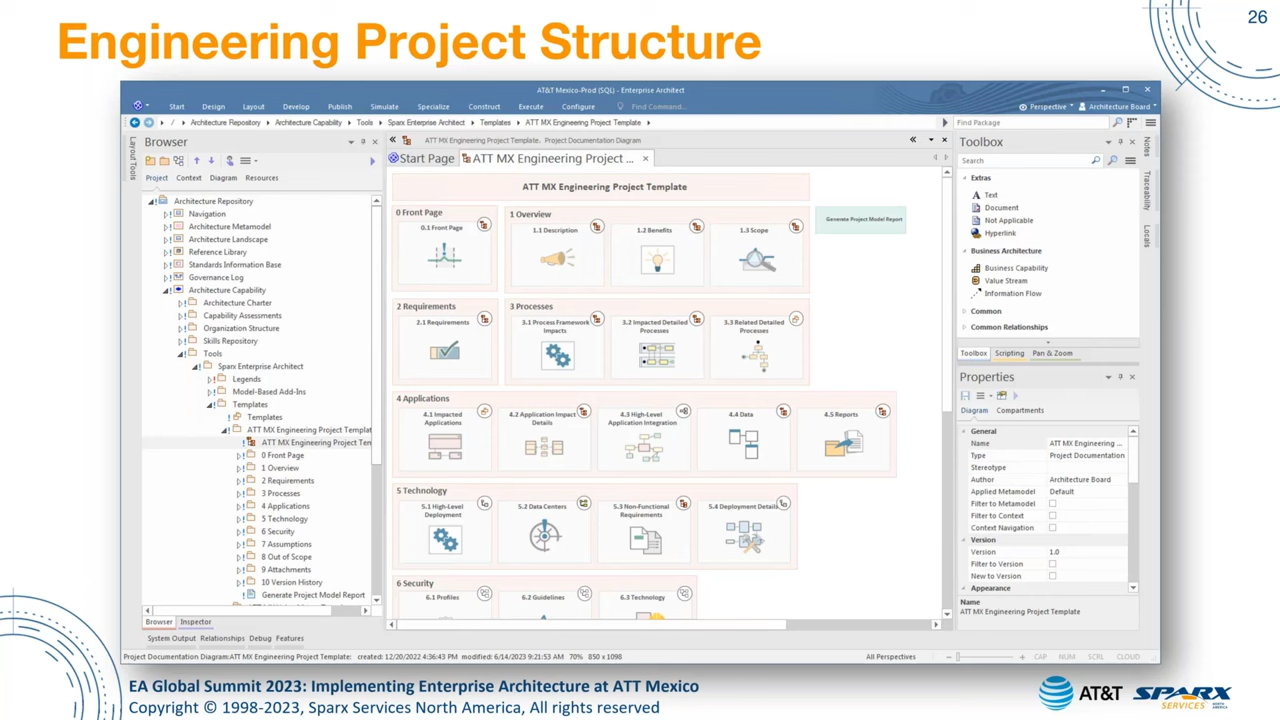 26
Engineering Project Structure
AT&T Mexico-Prod (SQL) - Enterprise Architect
Start Design Layout Develop Publish Simulate Specialize Construct Execute Configure Find Command... Perspective Architecture Board
/ Architecture Repository Architecture Capability Tools Sparx Enterprise Architect Templates ATT MX Engineering Project Template Find Package
Layout Tools
Browser
Project Context Diagram Resources
Architecture Repository
Navigation
Architecture Metamodel
Architecture Landscape
Reference Library
Standards Information Base
Governance Log
Architecture Capability
Architecture Charter
Capability Assessments
Organization Structure
Skills Repository
Tools
Sparx Enterprise Architect
Legends
Model-Based Add-Ins
Templates
Templates
ATT MX Engineering Project Templat
ATT MX Engineering Project Tem
0 Front Page
1 Overview
2 Requirements
3 Processes
4 Applications
5 Technology
6 Security
7 Assumptions
8 Out of Scope
9 Attachments
10 Version History
Generate Project Model Report
Browser Inspector
System Output Relationships Debug Features
ATT MX Engineering Project Template. Project Documentation Diagram
Start Page ATT MX Engineering Project ...
ATT MX Engineering Project Template
0 Front Page
0.1 Front Page
1 Overview
1.1 Description
1.2 Benefits
1.3 Scope
Generate Project Model Report
2 Requirements
2.1 Requirements
3 Processes
3.1 Process Framework
Impacts
3.2 Impacted Detailed
Processes
3.3 Related Detailed
Processes
4 Applications
4.1 Impacted
Applications
4.2 Application Impact
Details
4.3 High-Level
Application Integration
4.4 Data
4.5 Reports
5 Technology
5.1 High-Level
Deployment
5.2 Data Centers
5.3 Non-Functional
Requirements
5.4 Deployment Details
6 Security
6.1 Profiles
6.2 Guidelines
6.3 Technology
Toolbox
Search
Extras
Text
Document
Not Applicable
Hyperlink
Business Architecture
Business Capability
Value Stream
Information Flow
Common
Common Relationships
Toolbox Scripting Pan & Zoom
Notes
Traceability
Locals
Properties
Diagram Compartments
General
Name ATT MX Engineering ...
Type Project Documentation
Stereotype
Author Architecture Board
Applied Metamodel Default
Filter to Metamodel
Filter to Context
Context Navigation
Version
Version 1.0
Filter to Version
New to Version
Appearance
Name
ATT MX Engineering Project Template
Project Documentation Diagram:ATT MX Engineering Project Template: created: 12/20/2022 4:36:43 PM modified: 6/14/2023 9:21:53 AM 70% 850 x 1098 All Perspectives CAP NUM SCRL CLOUD
EA Global Summit 2023: Implementing Enterprise Architecture at ATT Mexico
Copyright © 1998-2023, Sparx Services North America, All rights reserved
AT&T
SPARX
SERVICES NORTH AMERICA